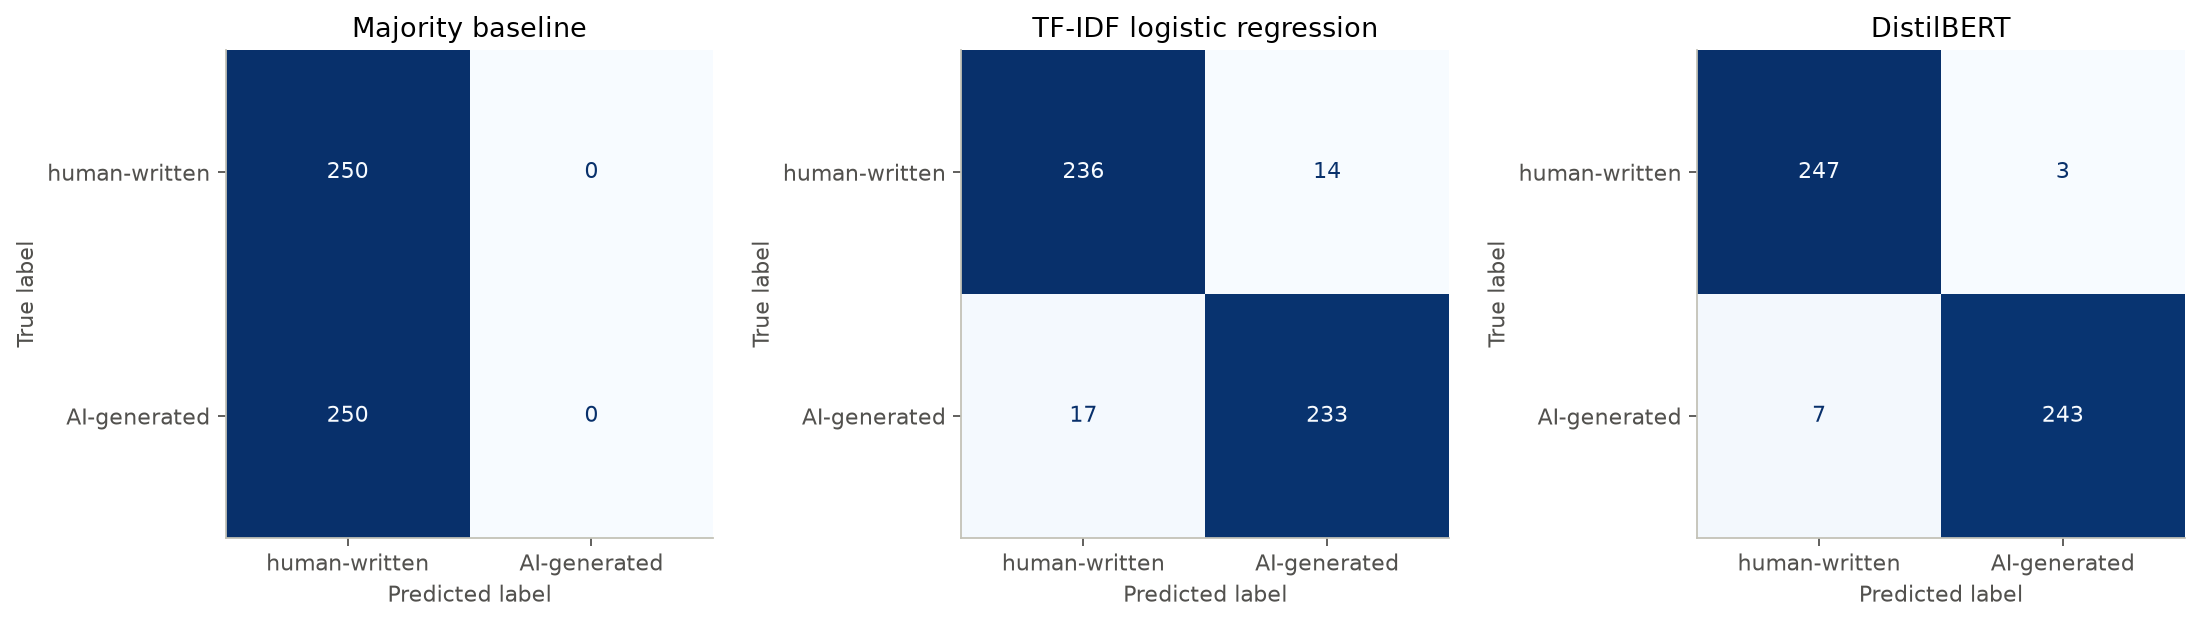 Majority baseline
human-written
AI-generated
True label
250
0
250
0
human-written
AI-generated
Predicted label
TF-IDF logistic regression
human-written
AI-generated
True label
236
14
17
233
human-written
AI-generated
Predicted label
DistilBERT
human-written
AI-generated
True label
247
3
7
243
human-written
AI-generated
Predicted label